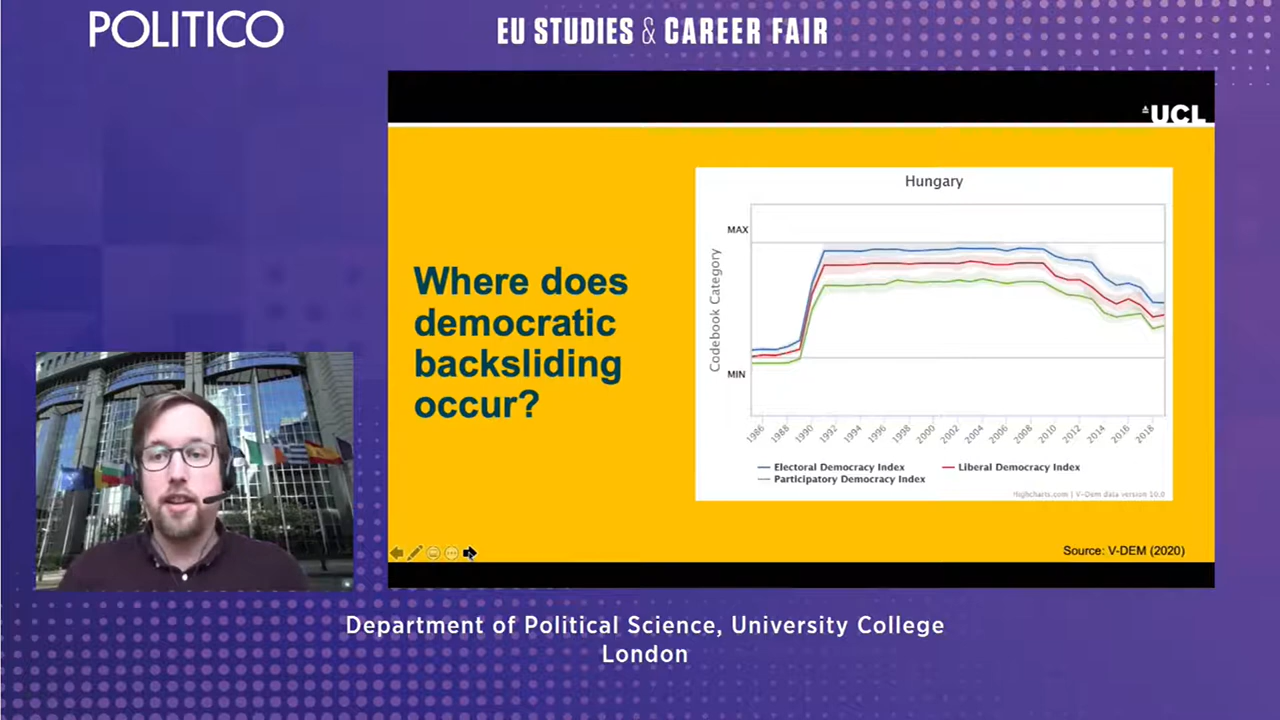 POLITICO
EU STUDIES & CAREER FAIR
UCL
Where does
democratic
backsliding
occur?
Hungary
MAX
Codebook Category
MIN
1986 1988 1990 1992 1994 1996 1998 2000 2002 2004 2006 2008 2010 2012 2014 2016 2018
Electoral Democracy Index
Liberal Democracy Index
Participatory Democracy Index
Highcharts.com | V-Dem data version 10.0
Source: V-DEM (2020)
Department of Political Science, University College
London